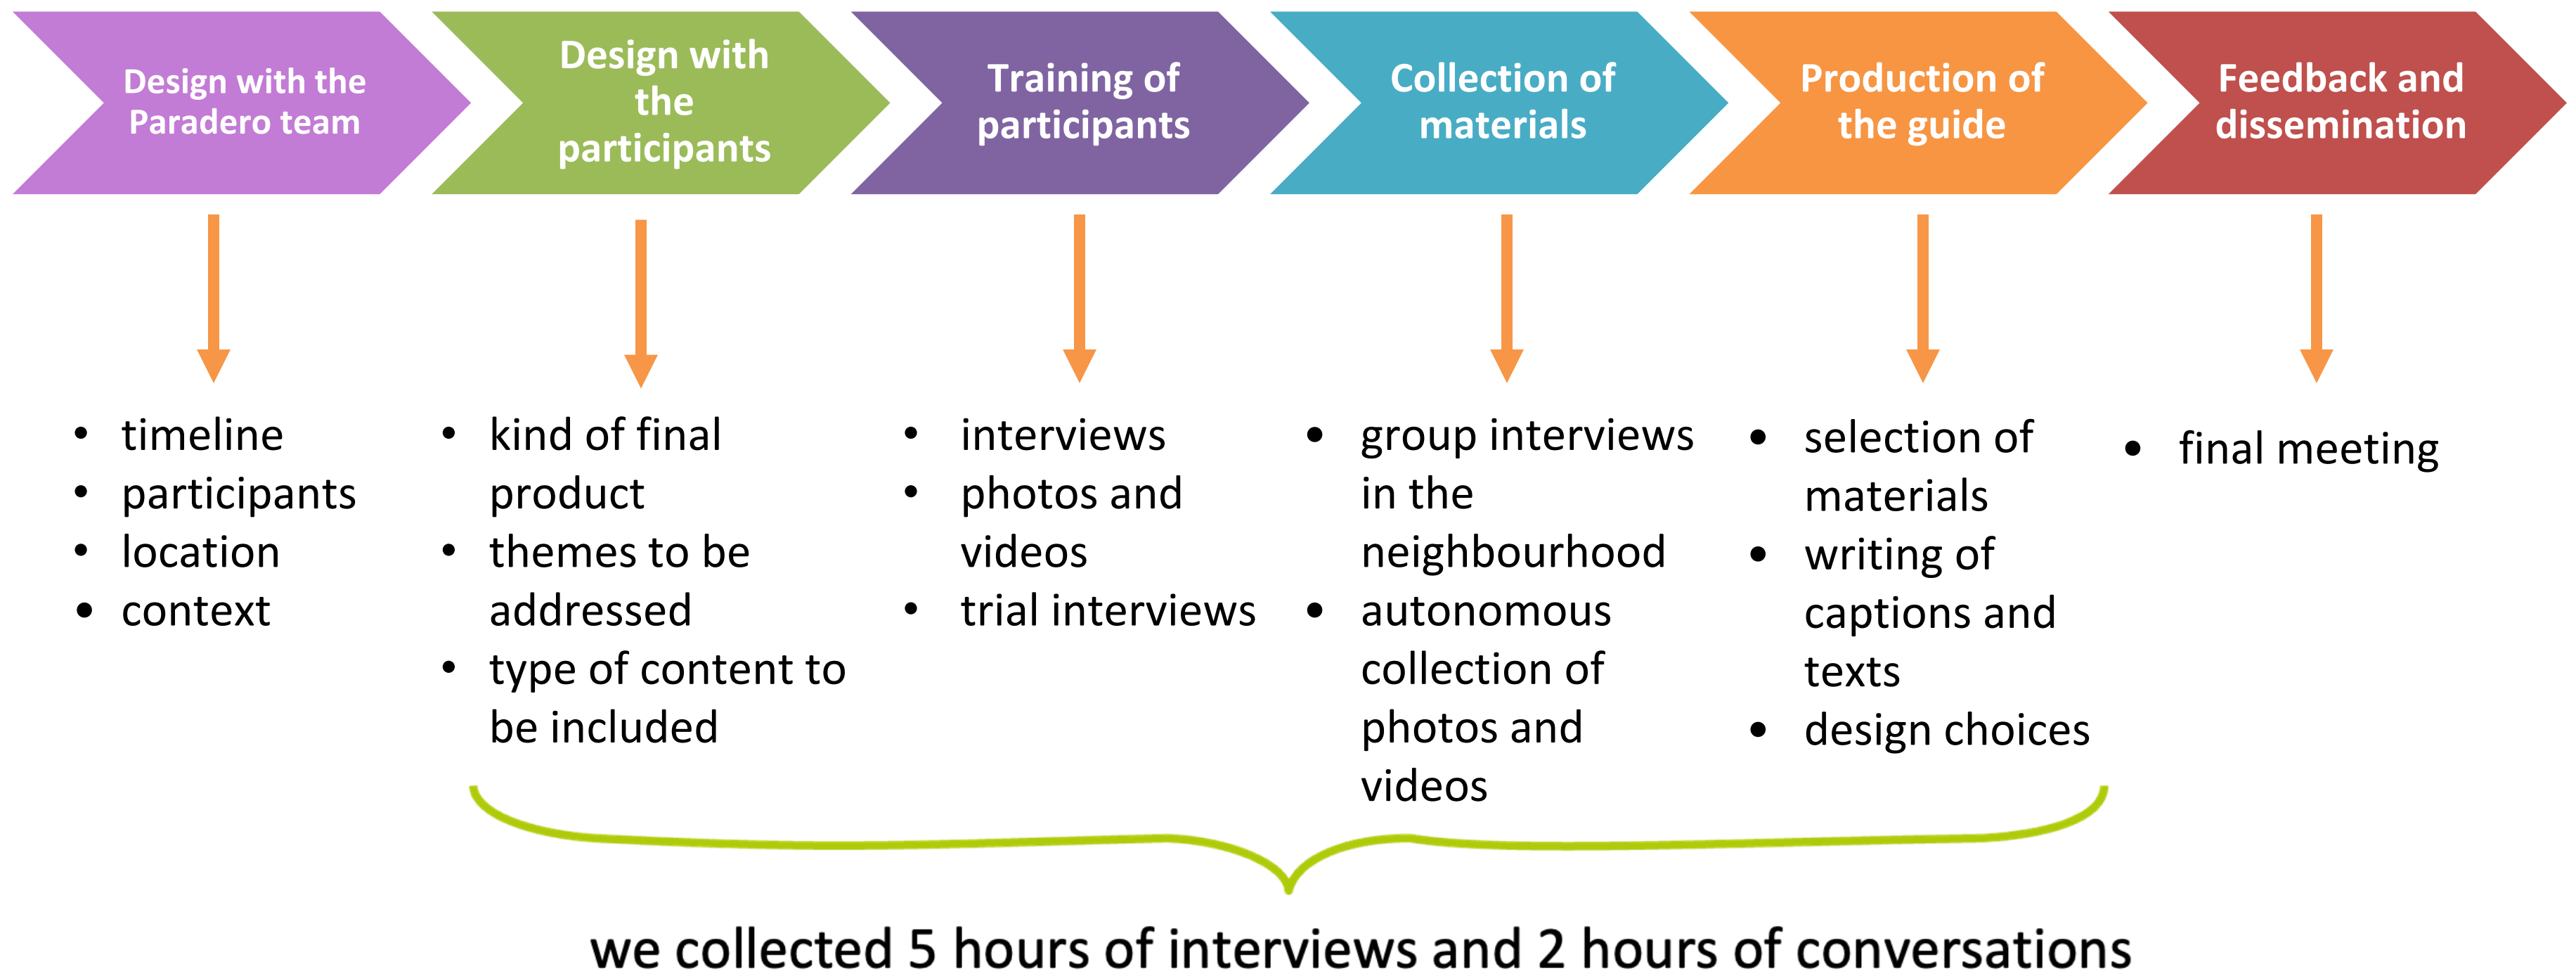 Design with the
Paradero team
Design with
the
participants
Training of
participants
Collection of
materials
Production of
the guide
Feedback and
dissemination
• timeline
• participants
• location
• context
• kind of final
product
• themes to be
addressed
• type of content to
be included
• interviews
• photos and
videos
• trial interviews
• group interviews
in the
neighbourhood
• autonomous
collection of
photos and
videos
• selection of
materials
• writing of
captions and
texts
• design choices
• final meeting
we collected 5 hours of interviews and 2 hours of conversations